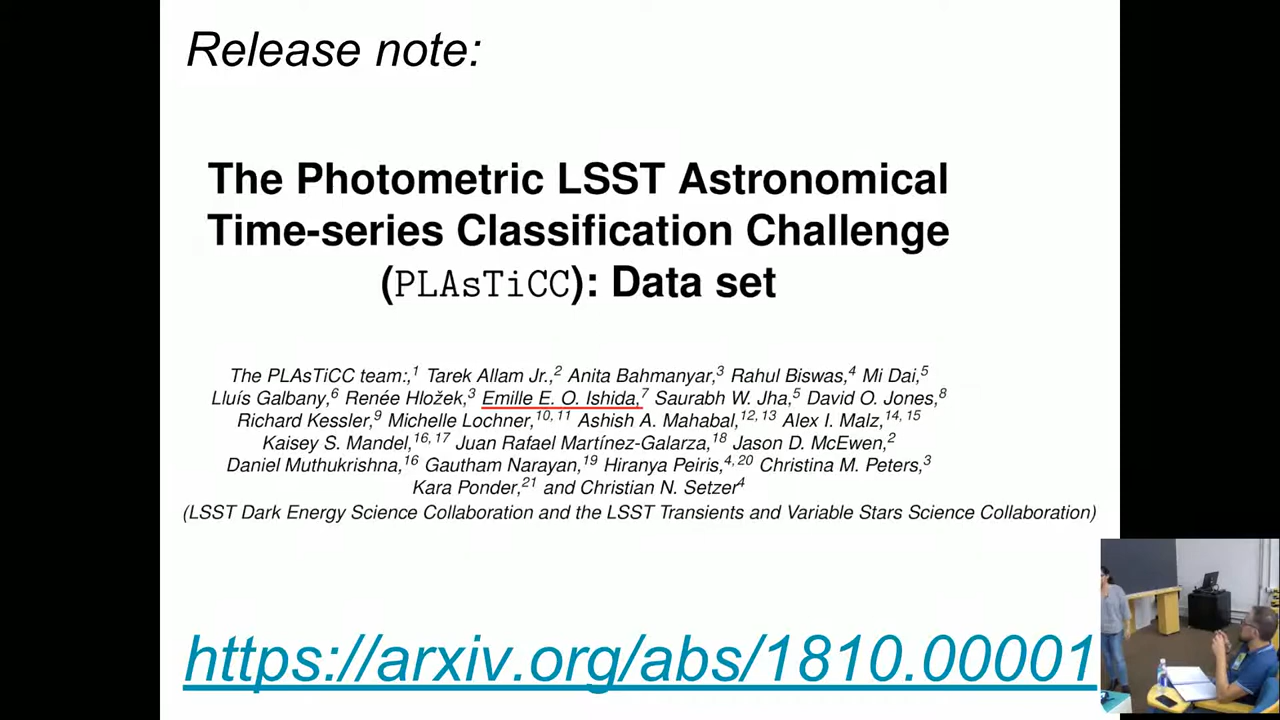 Release note:
The Photometric LSST Astronomical
Time-series Classification Challenge
(PLAsTiCC): Data set
The PLAsTiCC team:,1 Tarek Allam Jr.,2 Anita Bahmanyar,3 Rahul Biswas,4 Mi Dai,5
Lluís Galbany,6 Renée Hložek,3 Emille E. O. Ishida,7 Saurabh W. Jha,5 David O. Jones,8
Richard Kessler,9 Michelle Lochner,10, 11 Ashish A. Mahabal,12, 13 Alex I. Malz,14, 15
Kaisey S. Mandel,16, 17 Juan Rafael Martínez-Galarza,18 Jason D. McEwen,2
Daniel Muthukrishna,16 Gautham Narayan,19 Hiranya Peiris,4, 20 Christina M. Peters,3
Kara Ponder,21 and Christian N. Setzer4
(LSST Dark Energy Science Collaboration and the LSST Transients and Variable Stars Science Collaboration)
https://arxiv.org/abs/1810.00001